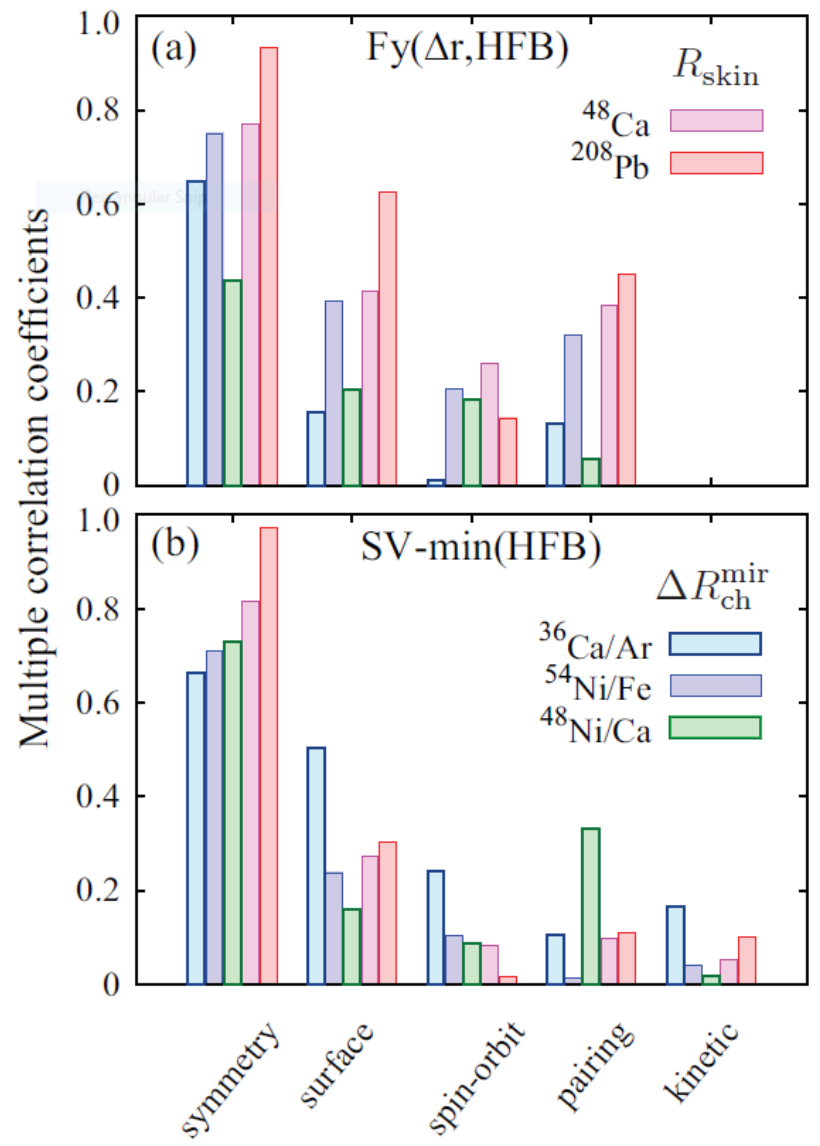 Multiple correlation coefficients
(a) Fy(Δr,HFB)
R_skin
⁴⁸Ca
²⁰⁸Pb
1.0
0.8
0.6
0.4
0.2
0
Rectangular Snip
(b) SV-min(HFB)
ΔR_ch^mir
³⁶Ca/Ar
⁵⁴Ni/Fe
⁴⁸Ni/Ca
1.0
0.8
0.6
0.4
0.2
0
symmetry
surface
spin-orbit
pairing
kinetic